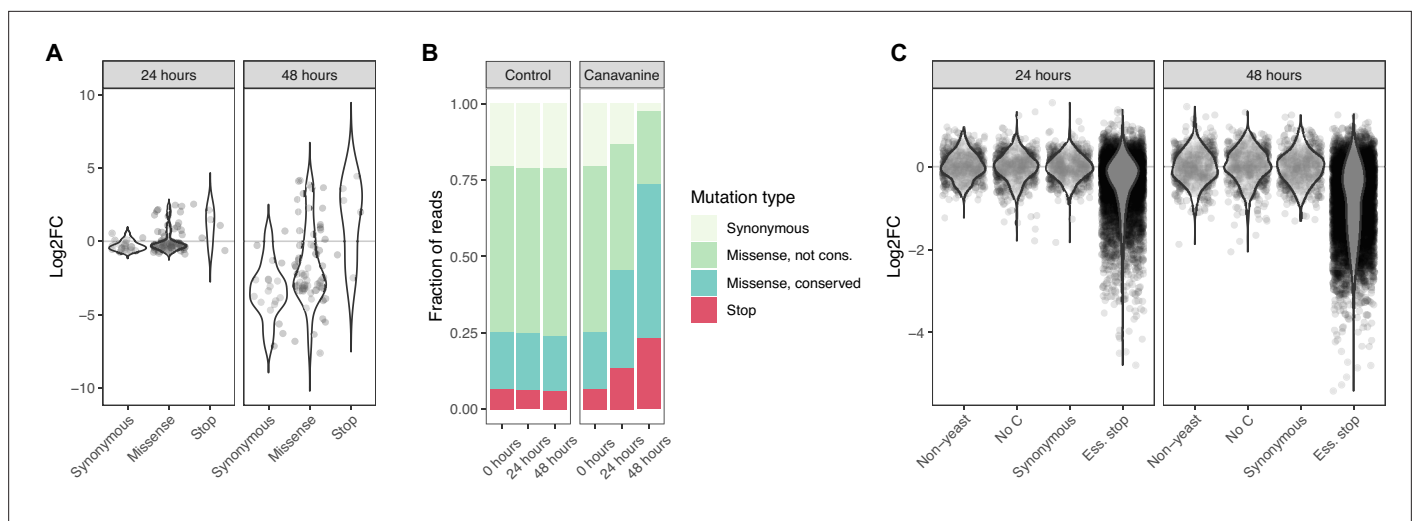 A
24 hours
48 hours
Log2FC
10
5
0
−5
−10
Synonymous
Missense
Stop
Synonymous
Missense
Stop
B
Control
Canavanine
Fraction of reads
1.00
0.75
0.50
0.25
0.00
0 hours
24 hours
48 hours
0 hours
24 hours
48 hours
Mutation type
Synonymous
Missense, not cons.
Missense, conserved
Stop
C
24 hours
48 hours
Log2FC
0
−2
−4
Non−yeast
No C
Synonymous
Ess. stop
Non−yeast
No C
Synonymous
Ess. stop